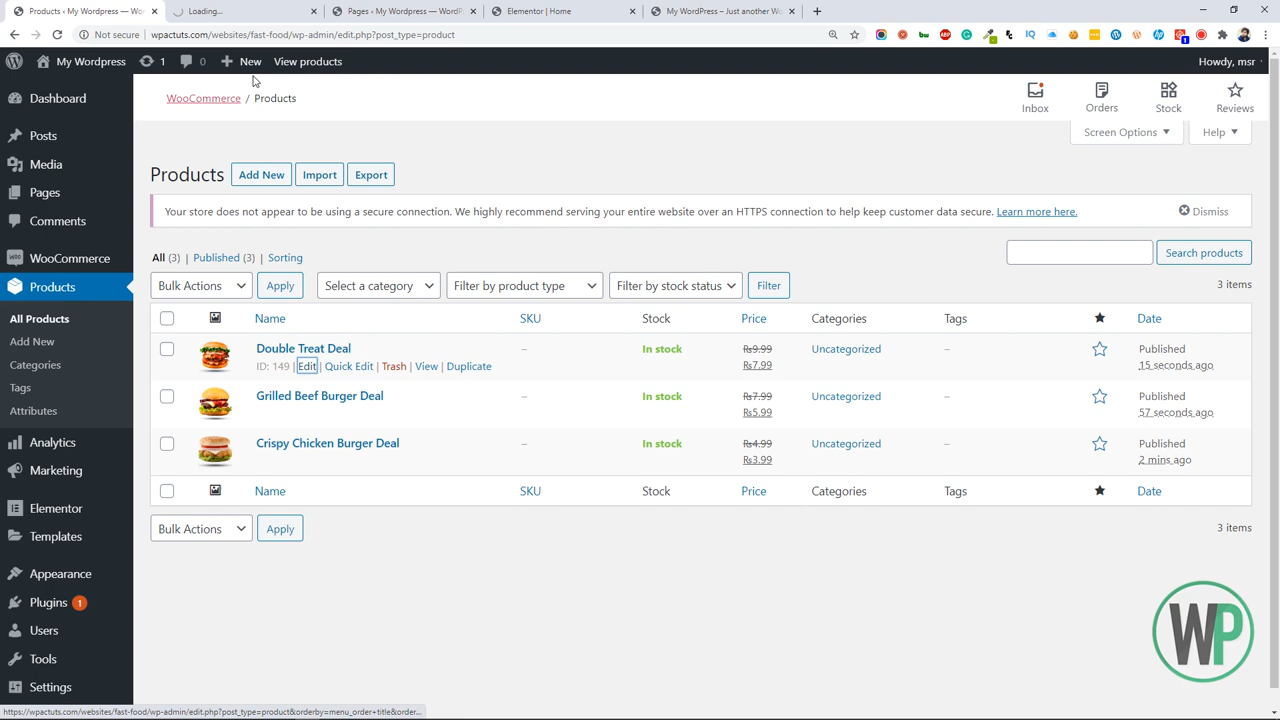 Products ‹ My Wordpress — Woo
Loading...
Pages ‹ My Wordpress — WordP
Elementor | Home
My WordPress – Just another Wo
Not secure | wpactuts.com/websites/fast-food/wp-admin/edit.php?post_type=product
My Wordpress 1 0 New View products Howdy, msr
WooCommerce / Products
Inbox Orders Stock Reviews
Screen Options Help
Products Add New Import Export
Your store does not appear to be using a secure connection. We highly recommend serving your entire website over an HTTPS connection to help keep customer data secure. Learn more here. Dismiss
All (3) | Published (3) | Sorting
Search products
Bulk Actions Apply Select a category Filter by product type Filter by stock status Filter 3 items
Name SKU Stock Price Categories Tags Date
Double Treat Deal – In stock ₨9.99 Uncategorized – Published
ID: 149 | Edit | Quick Edit | Trash | View | Duplicate ₨7.99 15 seconds ago
Grilled Beef Burger Deal – In stock ₨7.99 Uncategorized – Published
₨5.99 57 seconds ago
Crispy Chicken Burger Deal – In stock ₨4.99 Uncategorized – Published
₨3.99 2 mins ago
Name SKU Stock Price Categories Tags Date
Bulk Actions Apply 3 items
Dashboard
Posts
Media
Pages
Comments
WooCommerce
Products
All Products
Add New
Categories
Tags
Attributes
Analytics
Marketing
Elementor
Templates
Appearance
Plugins 1
Users
Tools
Settings
WP
https://wpactuts.com/websites/fast-food/wp-admin/edit.php?post_type=product&orderby=menu_order+title&order...